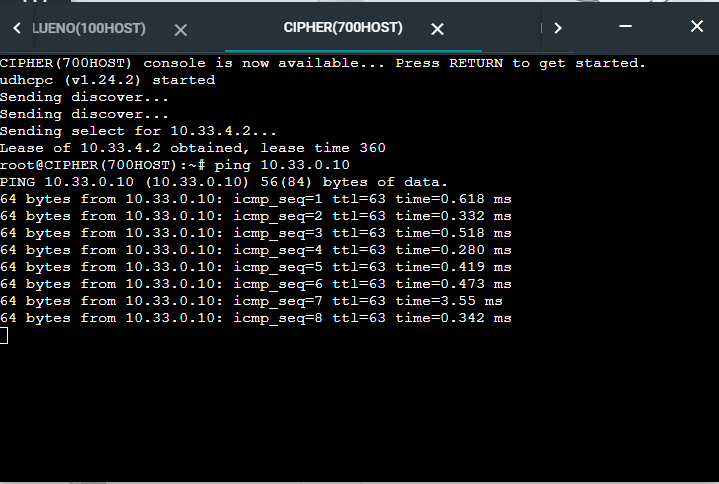 LUENO(100HOST)
CIPHER(700HOST)
CIPHER(700HOST) console is now available... Press RETURN to get started.
udhcpc (v1.24.2) started
Sending discover...
Sending discover...
Sending select for 10.33.4.2...
Lease of 10.33.4.2 obtained, lease time 360
root@CIPHER(700HOST):~# ping 10.33.0.10
PING 10.33.0.10 (10.33.0.10) 56(84) bytes of data.
64 bytes from 10.33.0.10: icmp_seq=1 ttl=63 time=0.618 ms
64 bytes from 10.33.0.10: icmp_seq=2 ttl=63 time=0.332 ms
64 bytes from 10.33.0.10: icmp_seq=3 ttl=63 time=0.518 ms
64 bytes from 10.33.0.10: icmp_seq=4 ttl=63 time=0.280 ms
64 bytes from 10.33.0.10: icmp_seq=5 ttl=63 time=0.419 ms
64 bytes from 10.33.0.10: icmp_seq=6 ttl=63 time=0.473 ms
64 bytes from 10.33.0.10: icmp_seq=7 ttl=63 time=3.55 ms
64 bytes from 10.33.0.10: icmp_seq=8 ttl=63 time=0.342 ms